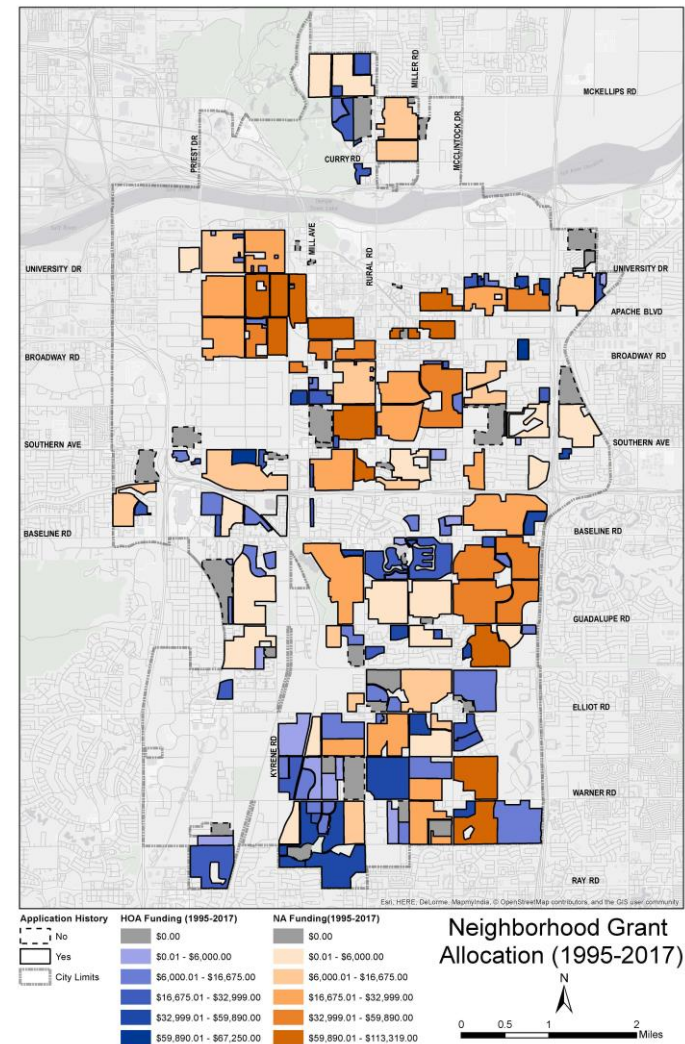 MILLER RD
MCKELLIPS RD
PRIEST DR
MCCLINTOCK DR
CURRY RD
MILL AVE
RURAL RD
UNIVERSITY DR
UNIVERSITY DR
APACHE BLVD
BROADWAY RD
BROADWAY RD
SOUTHERN AVE
SOUTHERN AVE
BASELINE RD
BASELINE RD
GUADALUPE RD
ELLIOT RD
KYRENE RD
WARNER RD
RAY RD
Esri, HERE, DeLorme, MapmyIndia, © OpenStreetMap contributors, and the GIS user community
Application History
No
Yes
City Limits
HOA Funding (1995-2017)
$0.00
$0.01 - $6,000.00
$6,000.01 - $16,675.00
$16,675.01 - $32,999.00
$32,999.01 - $59,890.00
$59,890.01 - $67,250.00
NA Funding(1995-2017)
$0.00
$0.01 - $6,000.00
$6,000.01 - $16,675.00
$16,675.01 - $32,999.00
$32,999.01 - $59,890.00
$59,890.01 - $113,319.00
Neighborhood Grant
Allocation (1995-2017)
N
0 0.5 1 2
Miles